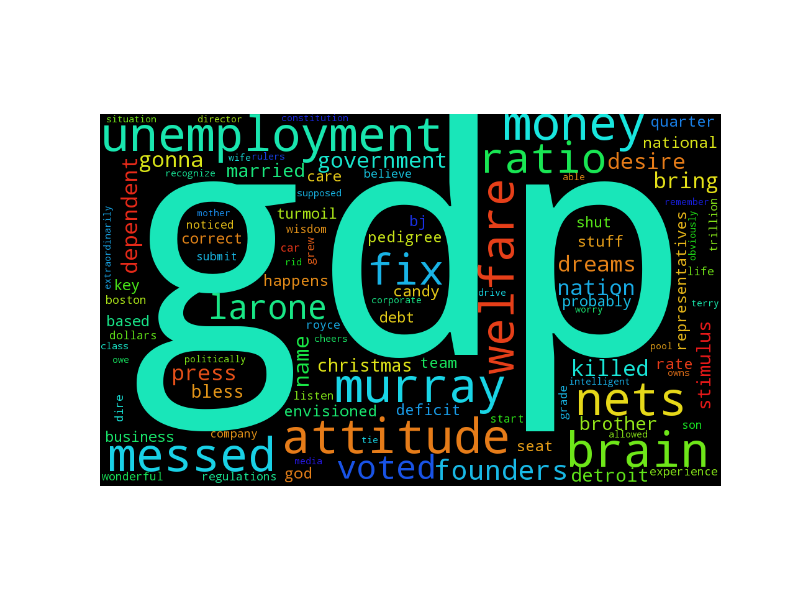 situation director constitution
unemployment money quarter
gonna wife rulers government ratio desire national
recognize married care believe able bring
dependent supposed welfare remember
extraordinarily mother noticed turmoil bj shut representatives obviously trillion
correct wisdom grew pedigree stuff
submit car rid fix dreams life
gdp
key happens candy drive nation
boston larone corporate probably terry
based debt worry
dollars royce
class name cheers stimulus
owe politically christmas team killed rate pool
press murray intelligent owns
bless listen nets
dire envisioned deficit start grade
business company attitude tie seat brother allowed son
messed media voted founders brain
wonderful regulations god detroit experience